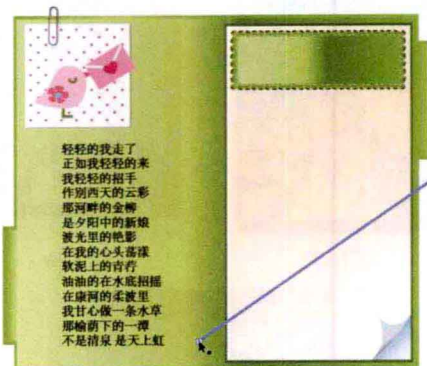 轻轻的我走了
正如我轻轻的来
我轻轻的招手
作别西天的云彩
那河畔的金柳
是夕阳中的新娘
波光里的艳影
在我的心头荡漾
软泥上的青荇
油油的在水底招摇
在康河的柔波里
我甘心做一条水草
那榆荫下的一潭
不是清泉 是天上虹